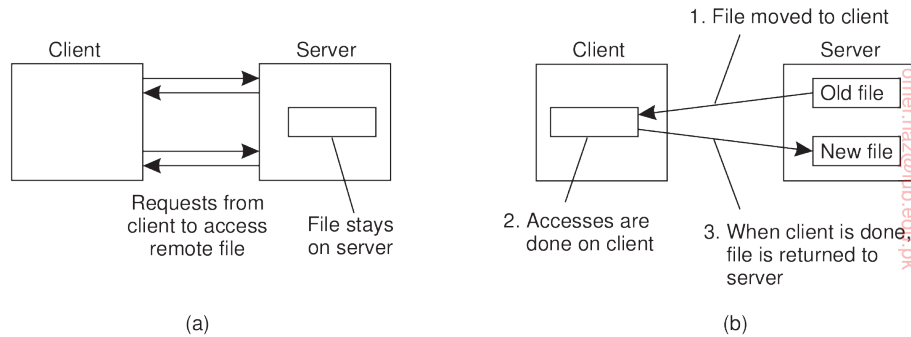 Client
Server
Requests from
client to access
remote file
File stays
on server
(a)
1. File moved to client
Client
Server
Old file
New file
2. Accesses are
done on client
3. When client is done,
file is returned to
server
(b)